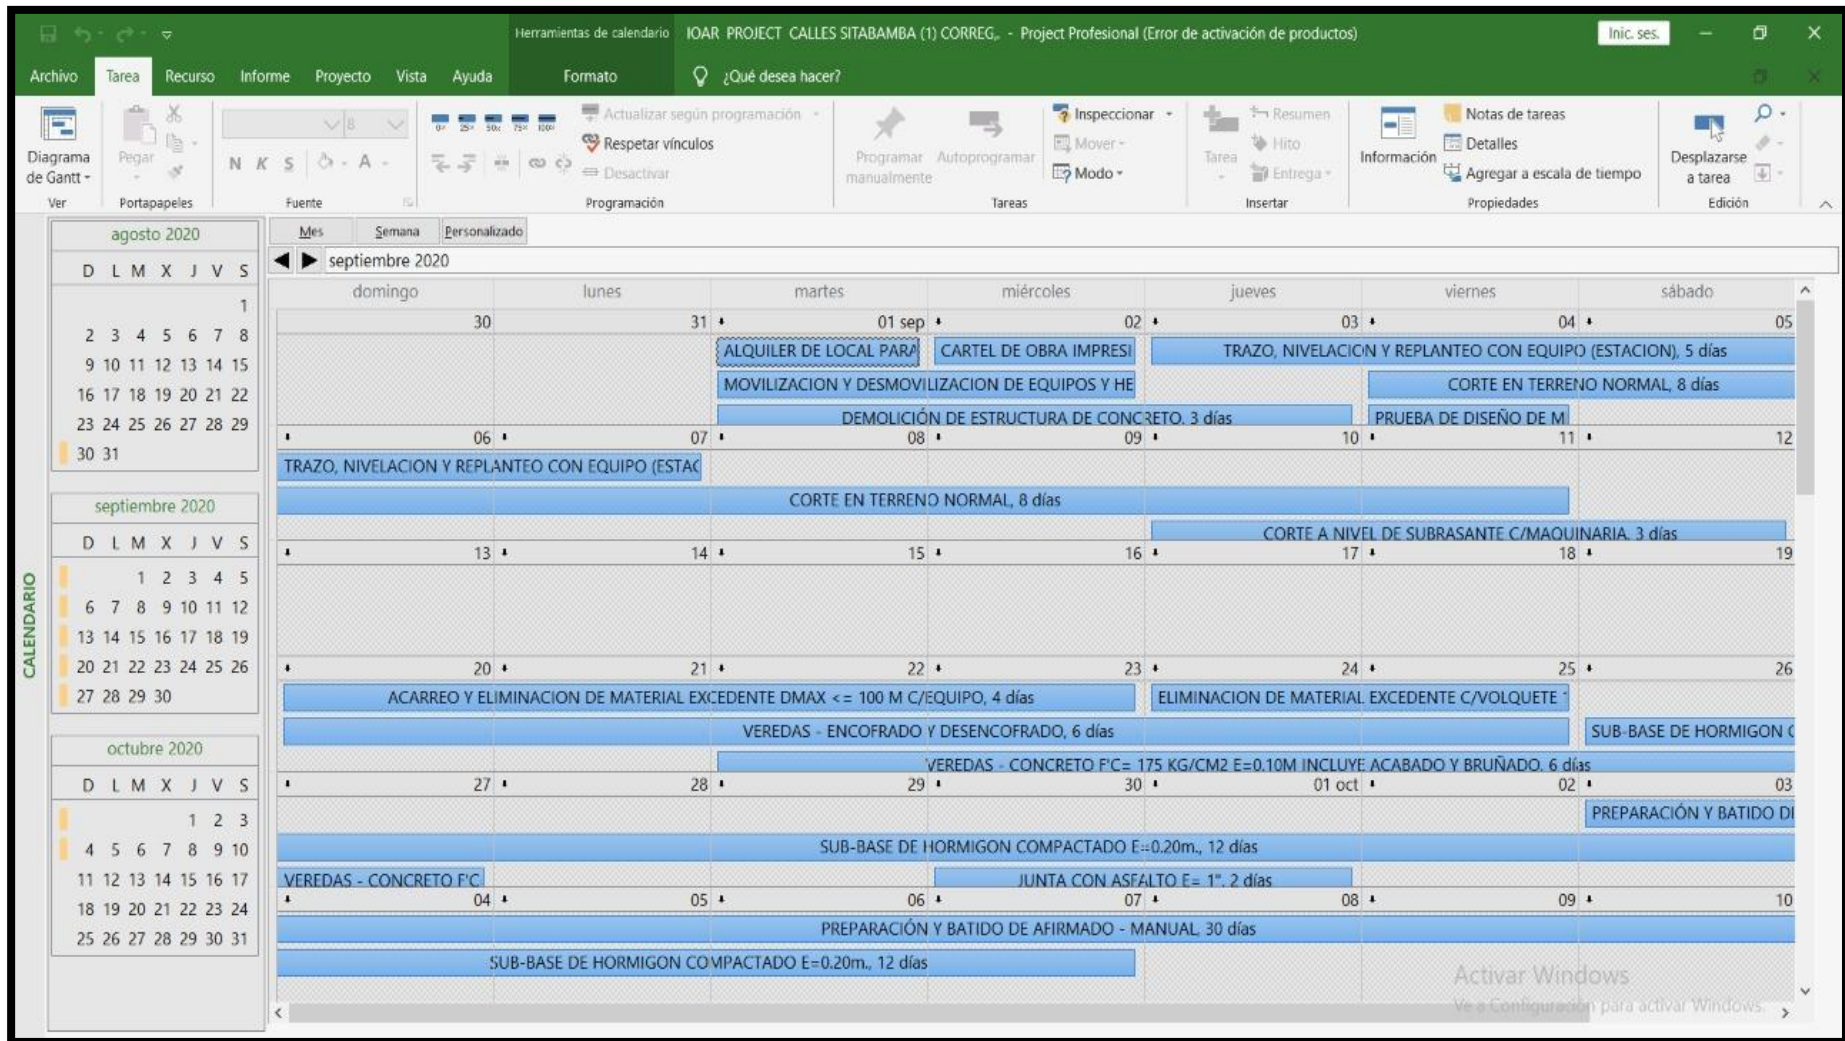 Herramientas de calendario IOAR PROJECT CALLES SITABAMBA (1) CORREG,. - Project Profesional (Error de activación de productos) Inic. ses.
Archivo Tarea Recurso Informe Proyecto Vista Ayuda Formato ¿Qué desea hacer?
Diagrama de Gantt
Ver
Pegar
Portapapeles
8
N K S A
Fuente
0× 25× 50× 75× 100×
Actualizar según programación
Respetar vínculos
Desactivar
Programación
Programar manualmente
Autoprogramar
Inspeccionar
Mover
Modo
Tareas
Tarea
Resumen
Hito
Entrega
Insertar
Información
Notas de tareas
Detalles
Agregar a escala de tiempo
Propiedades
Desplazarse a tarea
Edición
CALENDARIO
agosto 2020
D L M X J V S
1
2 3 4 5 6 7 8
9 10 11 12 13 14 15
16 17 18 19 20 21 22
23 24 25 26 27 28 29
30 31
septiembre 2020
D L M X J V S
1 2 3 4 5
6 7 8 9 10 11 12
13 14 15 16 17 18 19
20 21 22 23 24 25 26
27 28 29 30
octubre 2020
D L M X J V S
1 2 3
4 5 6 7 8 9 10
11 12 13 14 15 16 17
18 19 20 21 22 23 24
25 26 27 28 29 30 31
Mes Semana Personalizado
septiembre 2020
domingo lunes martes miércoles jueves viernes sábado
30 31 01 sep 02 03 04 05
ALQUILER DE LOCAL PARA CARTEL DE OBRA IMPRESI TRAZO, NIVELACION Y REPLANTEO CON EQUIPO (ESTACION), 5 días
MOVILIZACION Y DESMOVILIZACION DE EQUIPOS Y HE CORTE EN TERRENO NORMAL, 8 días
DEMOLICIÓN DE ESTRUCTURA DE CONCRETO. 3 días PRUEBA DE DISEÑO DE M
06 07 08 09 10 11 12
TRAZO, NIVELACION Y REPLANTEO CON EQUIPO (ESTAC
CORTE EN TERRENO NORMAL, 8 días
CORTE A NIVEL DE SUBRASANTE C/MAQUINARIA. 3 días
13 14 15 16 17 18 19
20 21 22 23 24 25 26
ACARREO Y ELIMINACION DE MATERIAL EXCEDENTE DMAX <= 100 M C/EQUIPO, 4 días ELIMINACION DE MATERIAL EXCEDENTE C/VOLQUETE
VEREDAS - ENCOFRADO Y DESENCOFRADO, 6 días SUB-BASE DE HORMIGON C
VEREDAS - CONCRETO F'C= 175 KG/CM2 E=0.10M INCLUYE ACABADO Y BRUÑADO. 6 días
27 28 29 30 01 oct 02 03
PREPARACIÓN Y BATIDO DI
SUB-BASE DE HORMIGON COMPACTADO E=0.20m., 12 días
VEREDAS - CONCRETO F'C JUNTA CON ASFALTO E= 1". 2 días
04 05 06 07 08 09 10
PREPARACIÓN Y BATIDO DE AFIRMADO - MANUAL, 30 días
SUB-BASE DE HORMIGON COMPACTADO E=0.20m., 12 días
Activar Windows
Ve a Configuración para activar Windows.